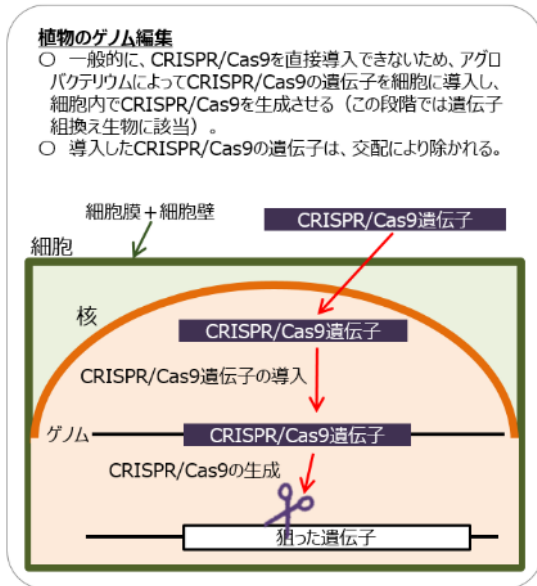 植物のゲノム編集
○ 一般的に、CRISPR/Cas9を直接導入できないため、アグロ
バクテリウムによってCRISPR/Cas9の遺伝子を細胞に導入し、
細胞内でCRISPR/Cas9を生成させる（この段階では遺伝子
組換え生物に該当）。
○ 導入したCRISPR/Cas9の遺伝子は、交配により除かれる。
細胞膜＋細胞壁
CRISPR/Cas9遺伝子
細胞
核
CRISPR/Cas9遺伝子
CRISPR/Cas9遺伝子の導入
ゲノム
CRISPR/Cas9遺伝子
CRISPR/Cas9の生成
狙った遺伝子